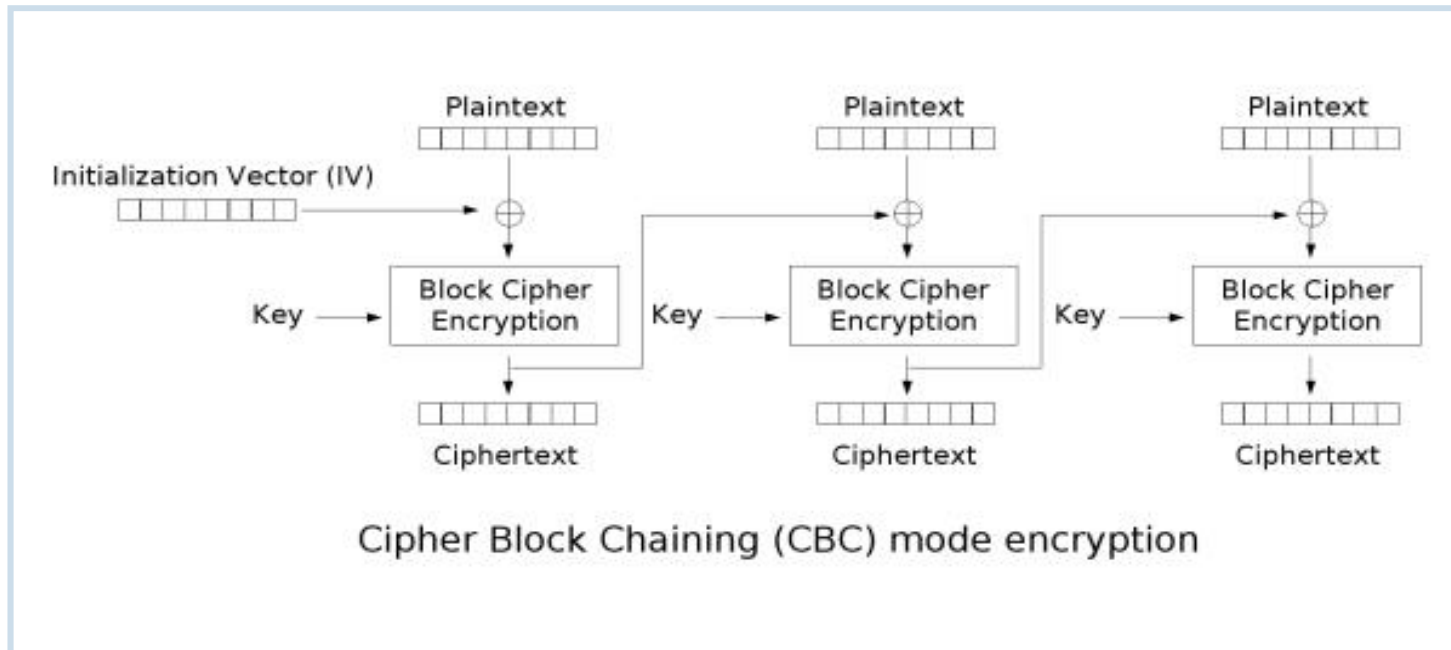 Plaintext
Plaintext
Plaintext
Initialization Vector (IV)
Key
Block Cipher
Encryption
Key
Block Cipher
Encryption
Key
Block Cipher
Encryption
Ciphertext
Ciphertext
Ciphertext
Cipher Block Chaining (CBC) mode encryption